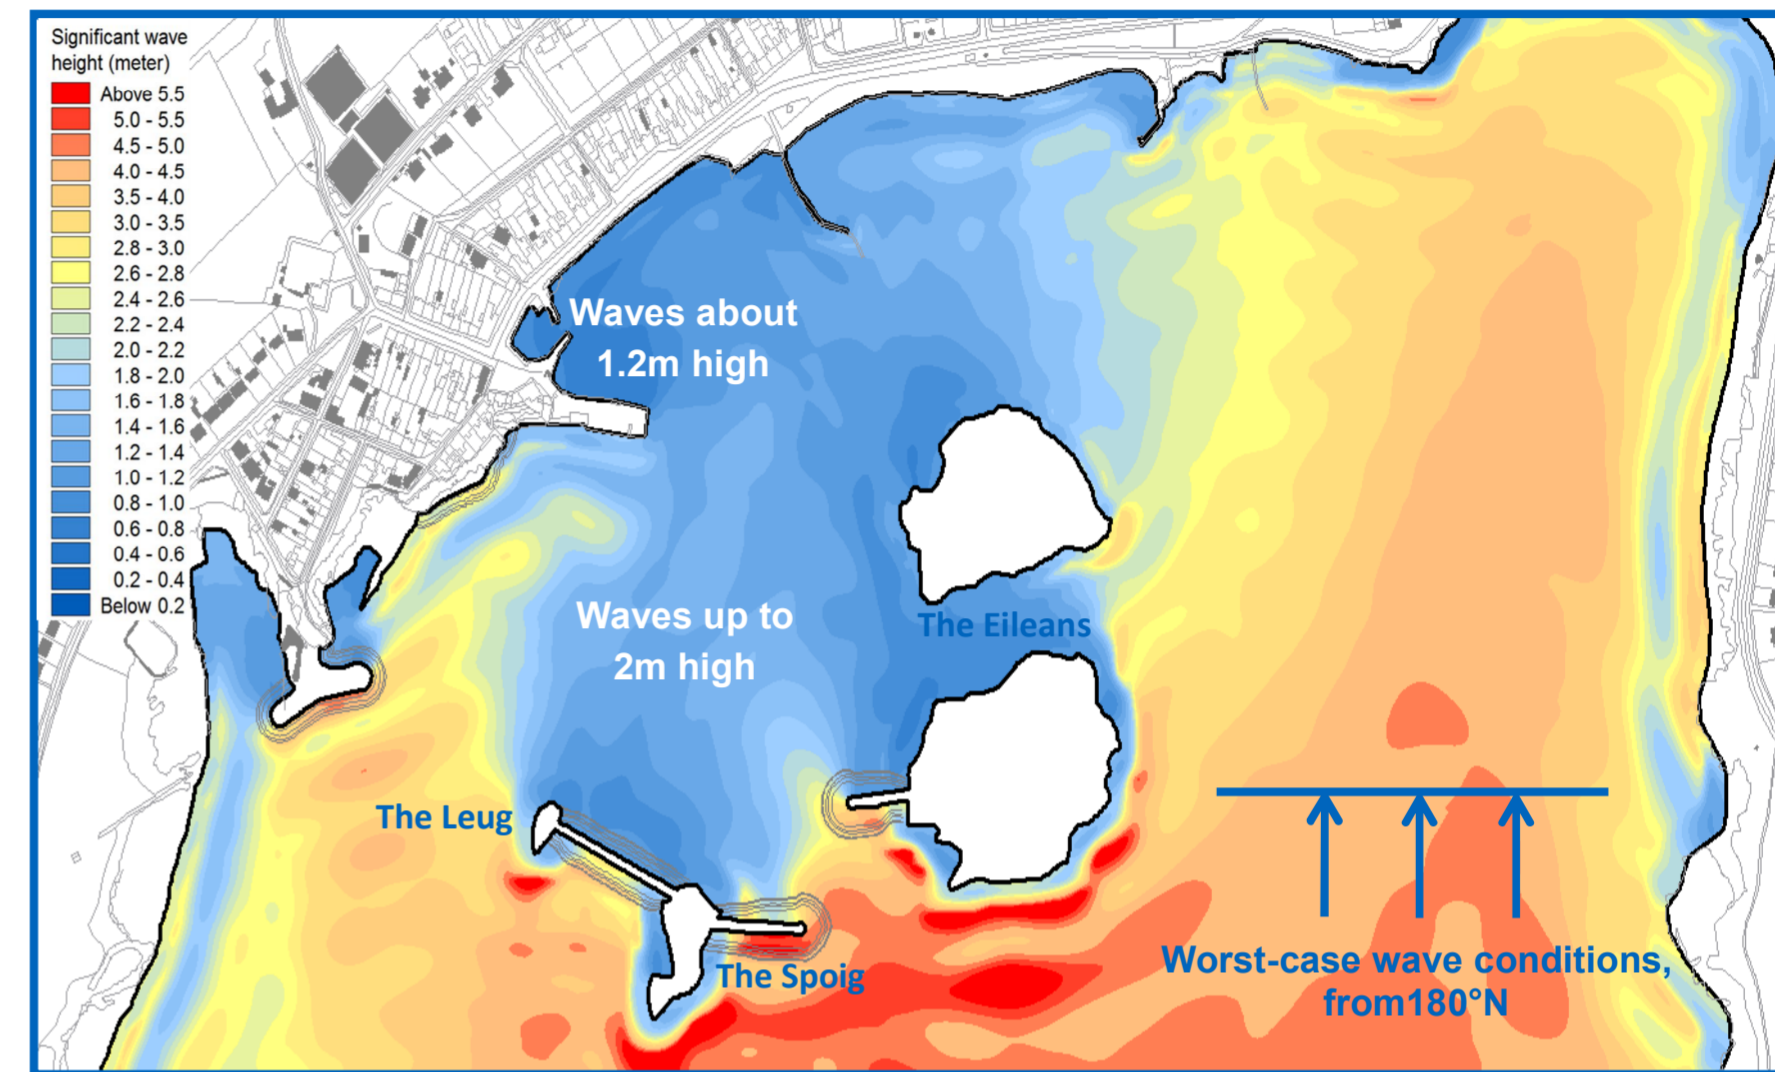 Significant wave
height (meter)
Above 5.5
5.0 - 5.5
4.5 - 5.0
4.0 - 4.5
3.5 - 4.0
3.0 - 3.5
2.8 - 3.0
2.6 - 2.8
2.4 - 2.6
2.2 - 2.4
2.0 - 2.2
1.8 - 2.0
1.6 - 1.8
1.4 - 1.6
1.2 - 1.4
1.0 - 1.2
0.8 - 1.0
0.6 - 0.8
0.4 - 0.6
0.2 - 0.4
Below 0.2
Waves about
1.2m high
Waves up to
2m high
The Eileans
The Leug
The Spoig
Worst-case wave conditions,
from180°N